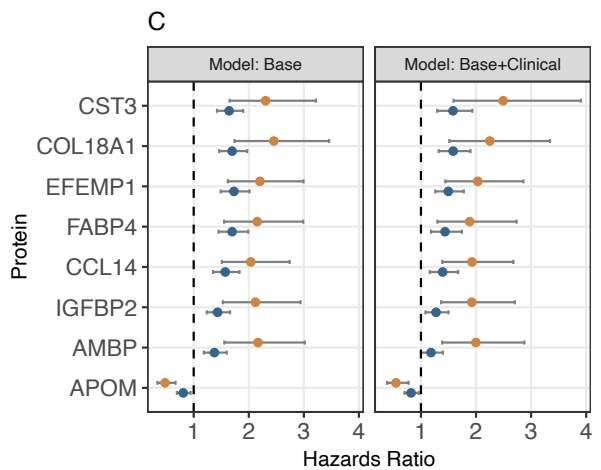 C
Model: Base
Model: Base+Clinical
Protein
CST3
COL18A1
EFEMP1
FABP4
CCL14
IGFBP2
AMBP
APOM
1 2 3 4
1 2 3 4
Hazards Ratio